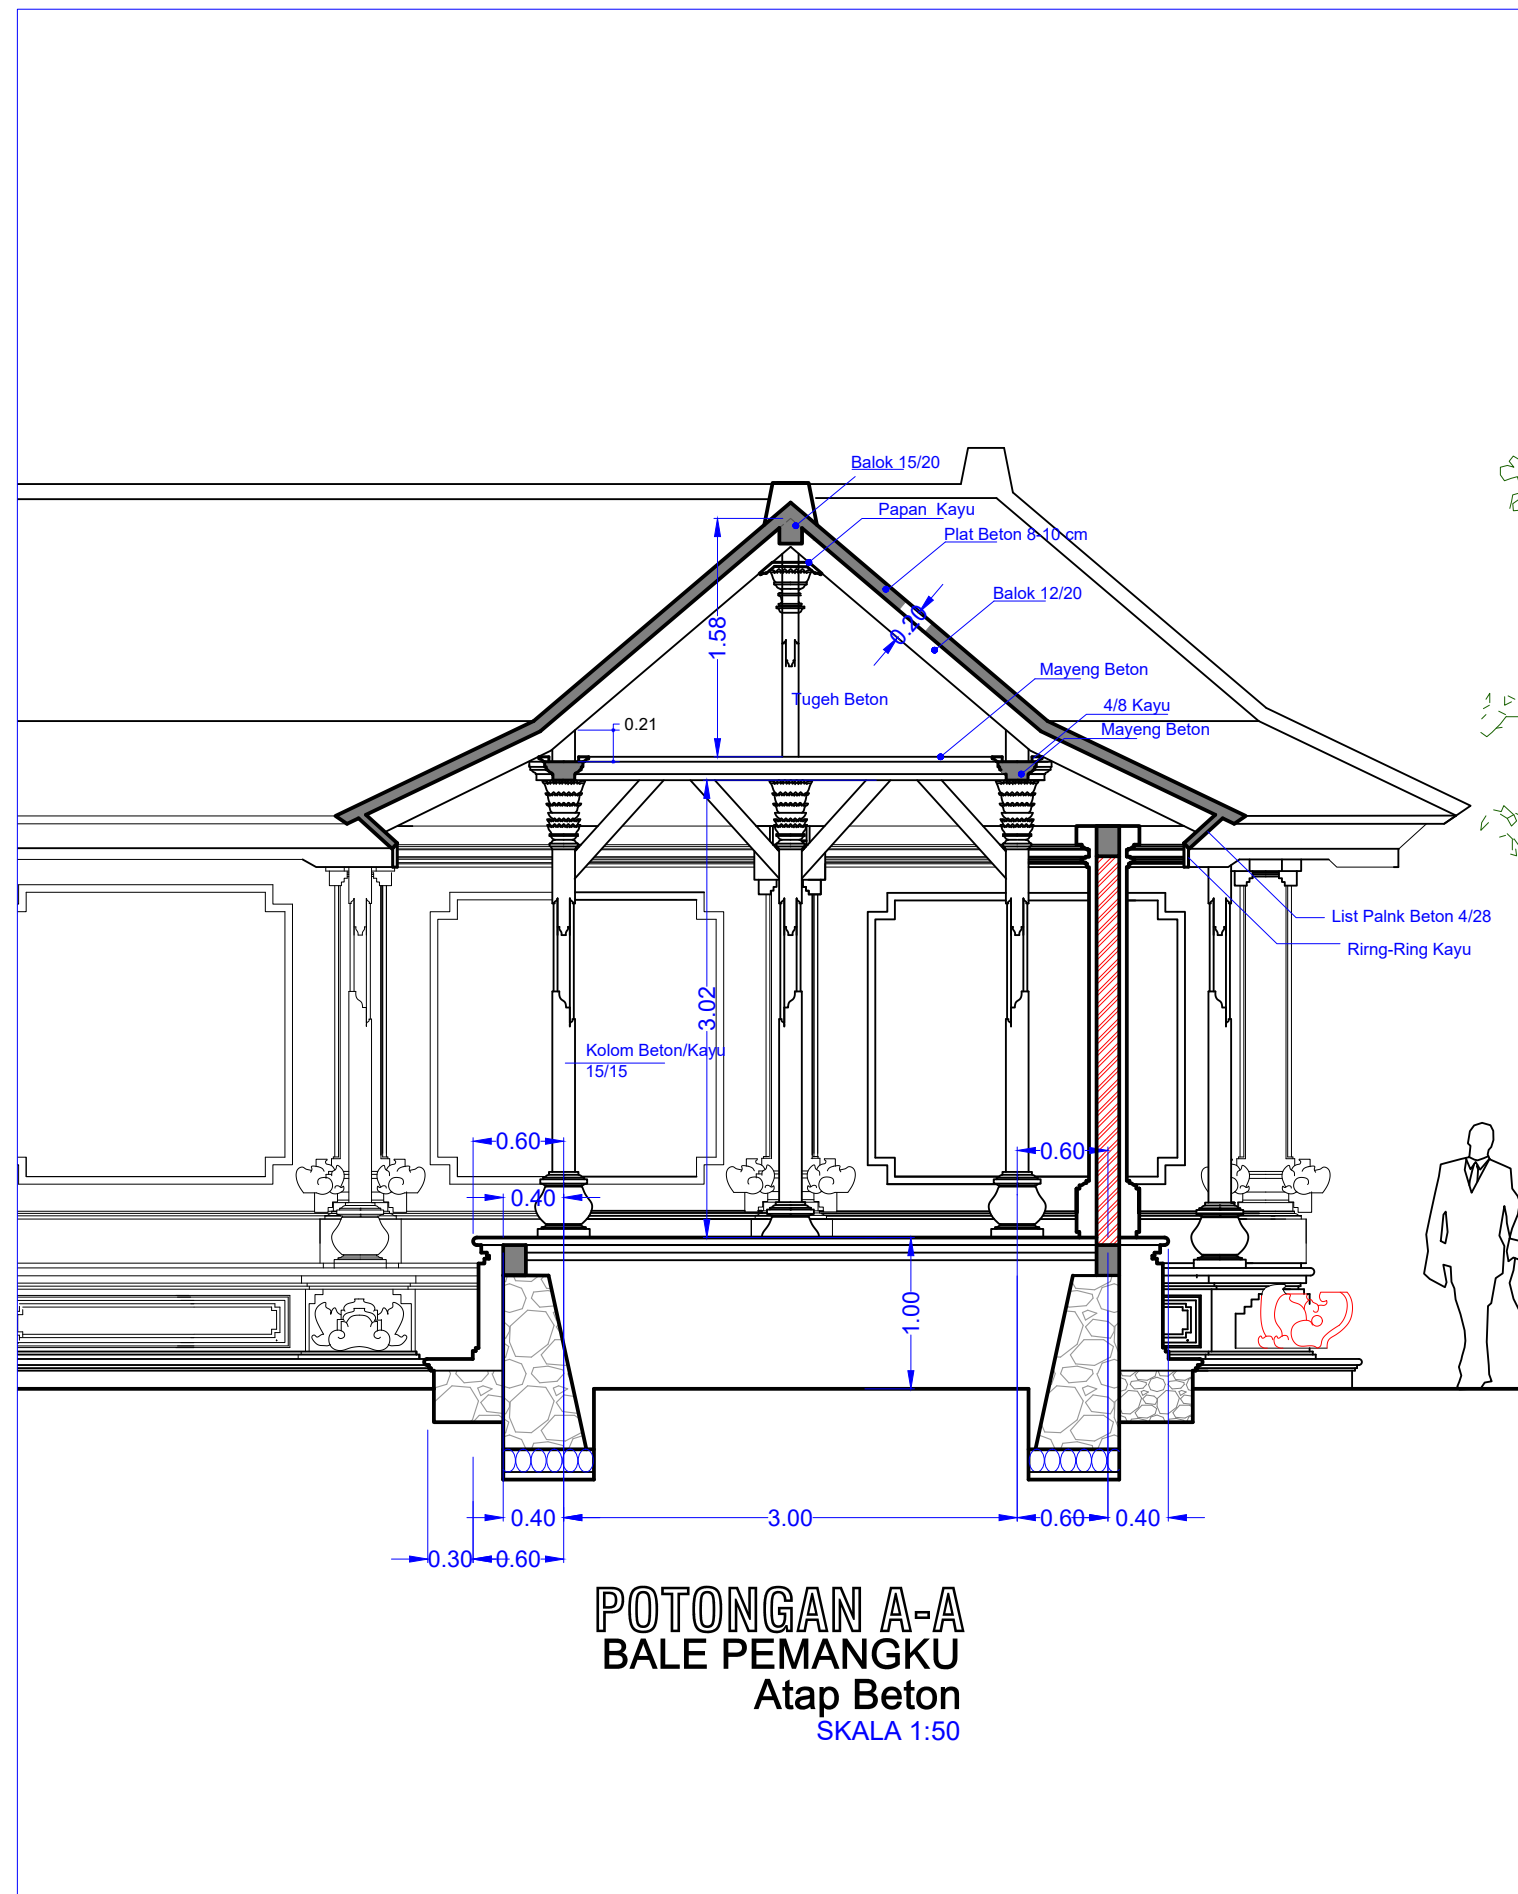 Balok 15/20
Papan Kayu
Plat Beton 8-10 cm
Balok 12/20
0.20
1.58
Mayeng Beton
Tugeh Beton
4/8 Kayu
0.21
Mayeng Beton
List Palnk Beton 4/28
Rirng-Ring Kayu
3.02
Kolom Beton/Kayu
15/15
0.60
0.60
0.40
1.00
0.40
3.00
0.60
0.40
0.30
0.60
POTONGAN A-A
BALE PEMANGKU
Atap Beton
SKALA 1:50